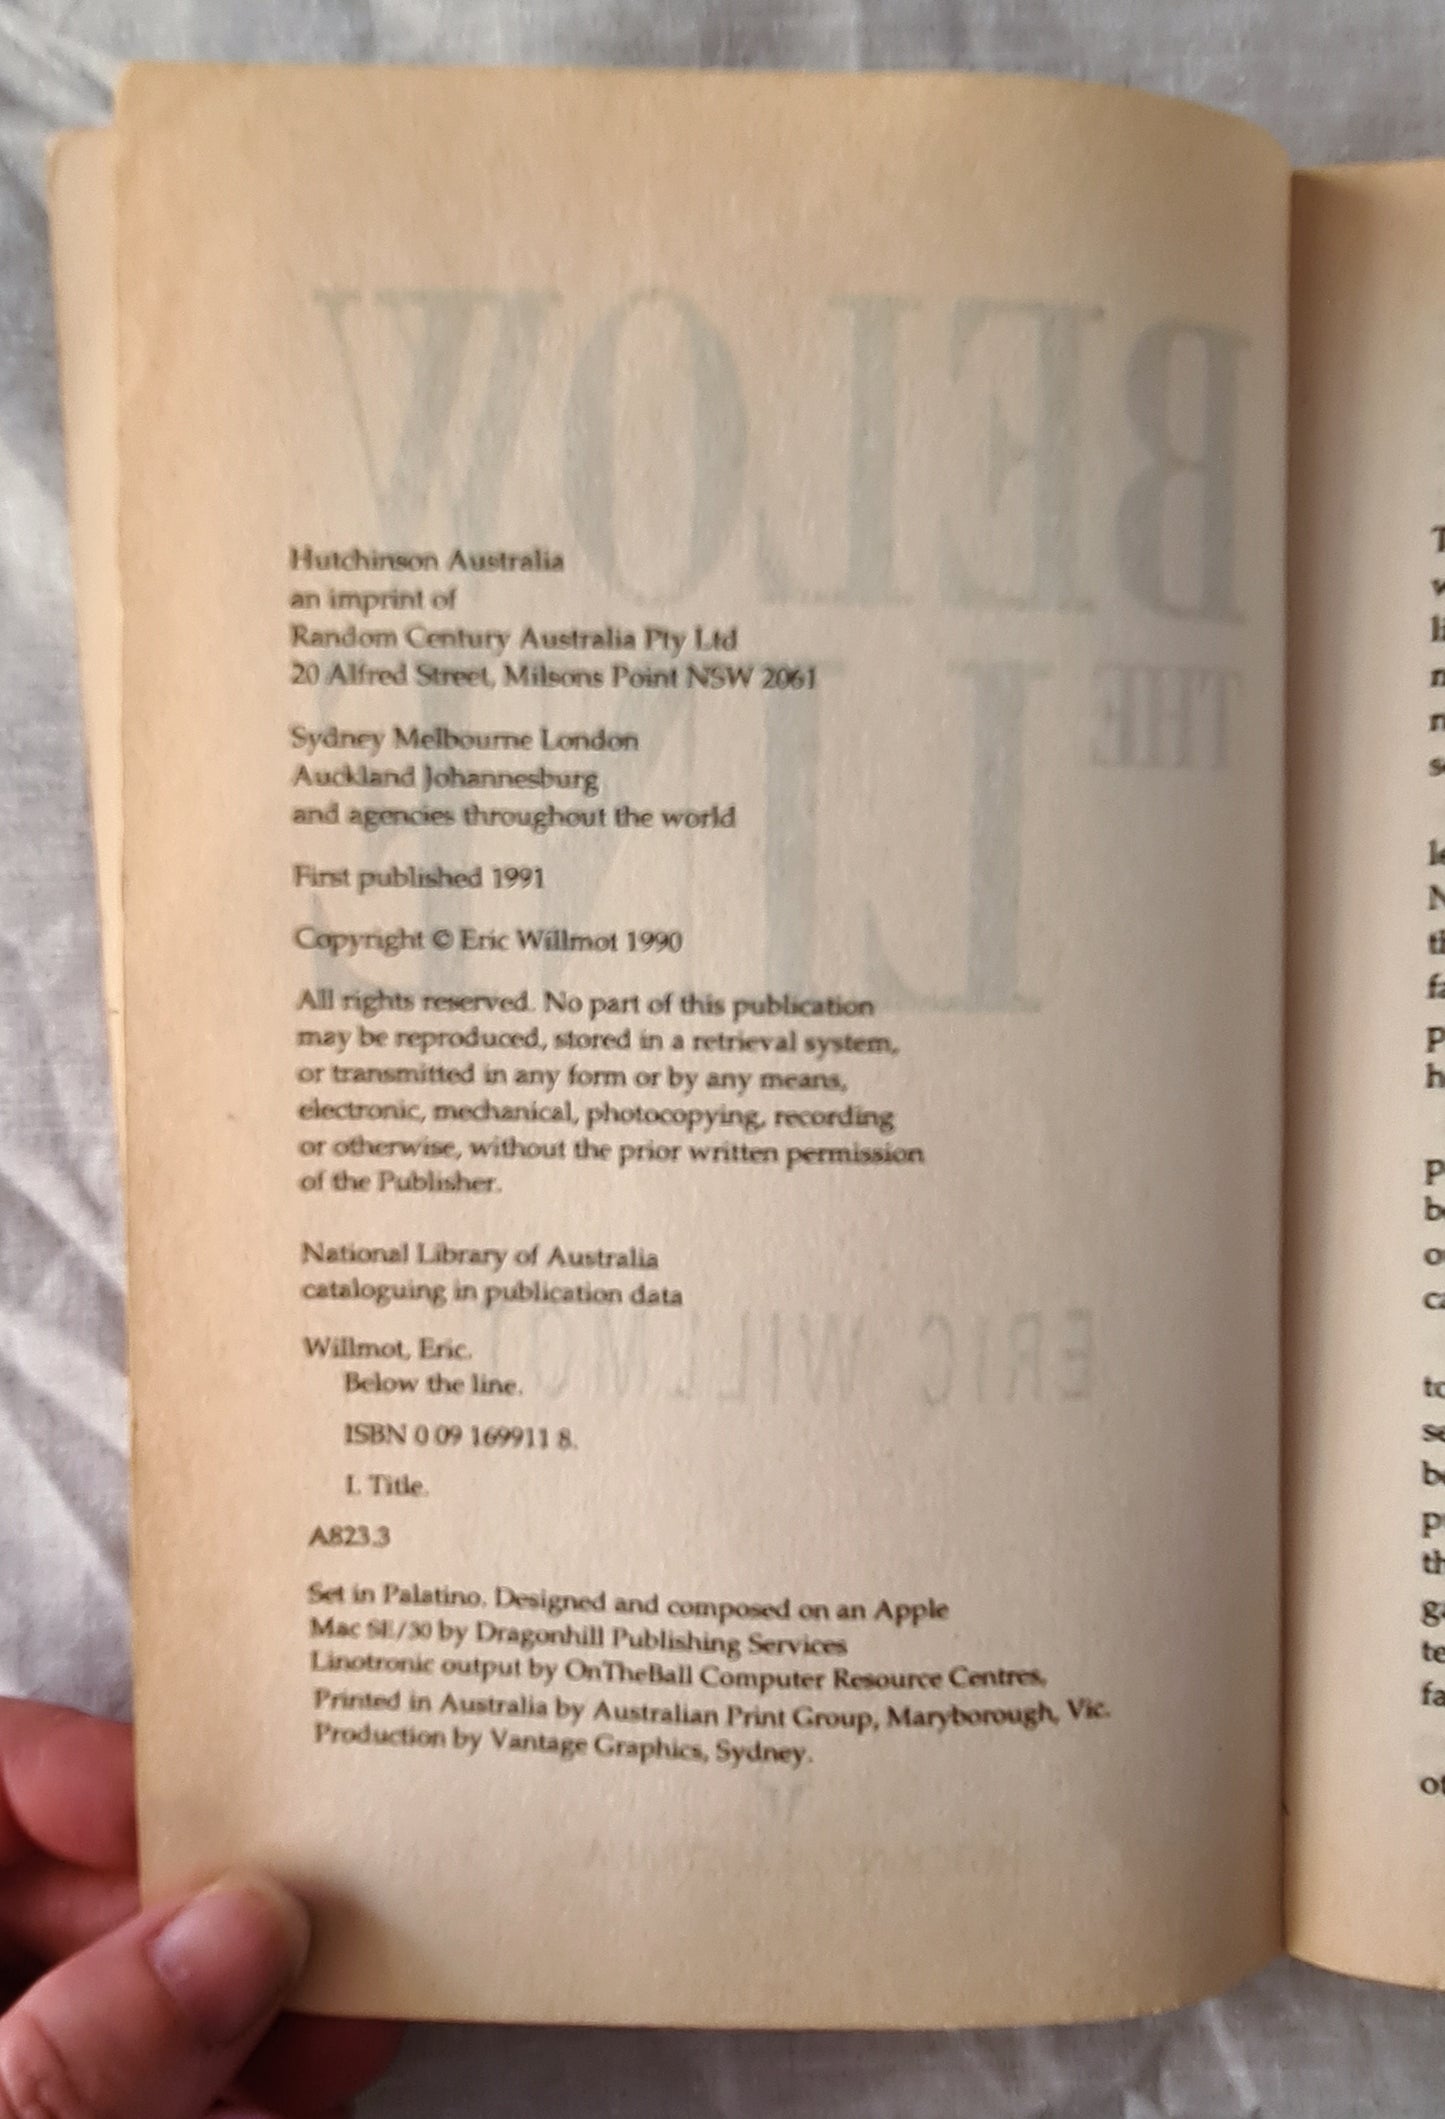 Hutchinson Australia
an imprint of
Random Century Australia Pty Ltd
20 Alfred Street, Milsons Point NSW 2061
Sydney Melbourne London
Auckland Johannesburg
and agencies throughout the world
First published 1991
Copyright © Eric Willmot 1990
All rights reserved. No part of this publication
may be reproduced, stored in a retrieval system,
or transmitted in any form or by any means,
electronic, mechanical, photocopying, recording
or otherwise, without the prior written permission
of the Publisher.
National Library of Australia
cataloguing in publication data
Willmot, Eric.
Below the line.
ISBN 0 09 169911 8.
I. Title.
A823.3
Set in Palatino. Designed and composed on an Apple
Mac SE/30 by Dragonhill Publishing Services
Linotronic output by OnTheBall Computer Resource Centres,
Printed in Australia by Australian Print Group, Maryborough, Vic.
Production by Vantage Graphics, Sydney.
BELOW
THE
LINE
ERIC WILLMOT